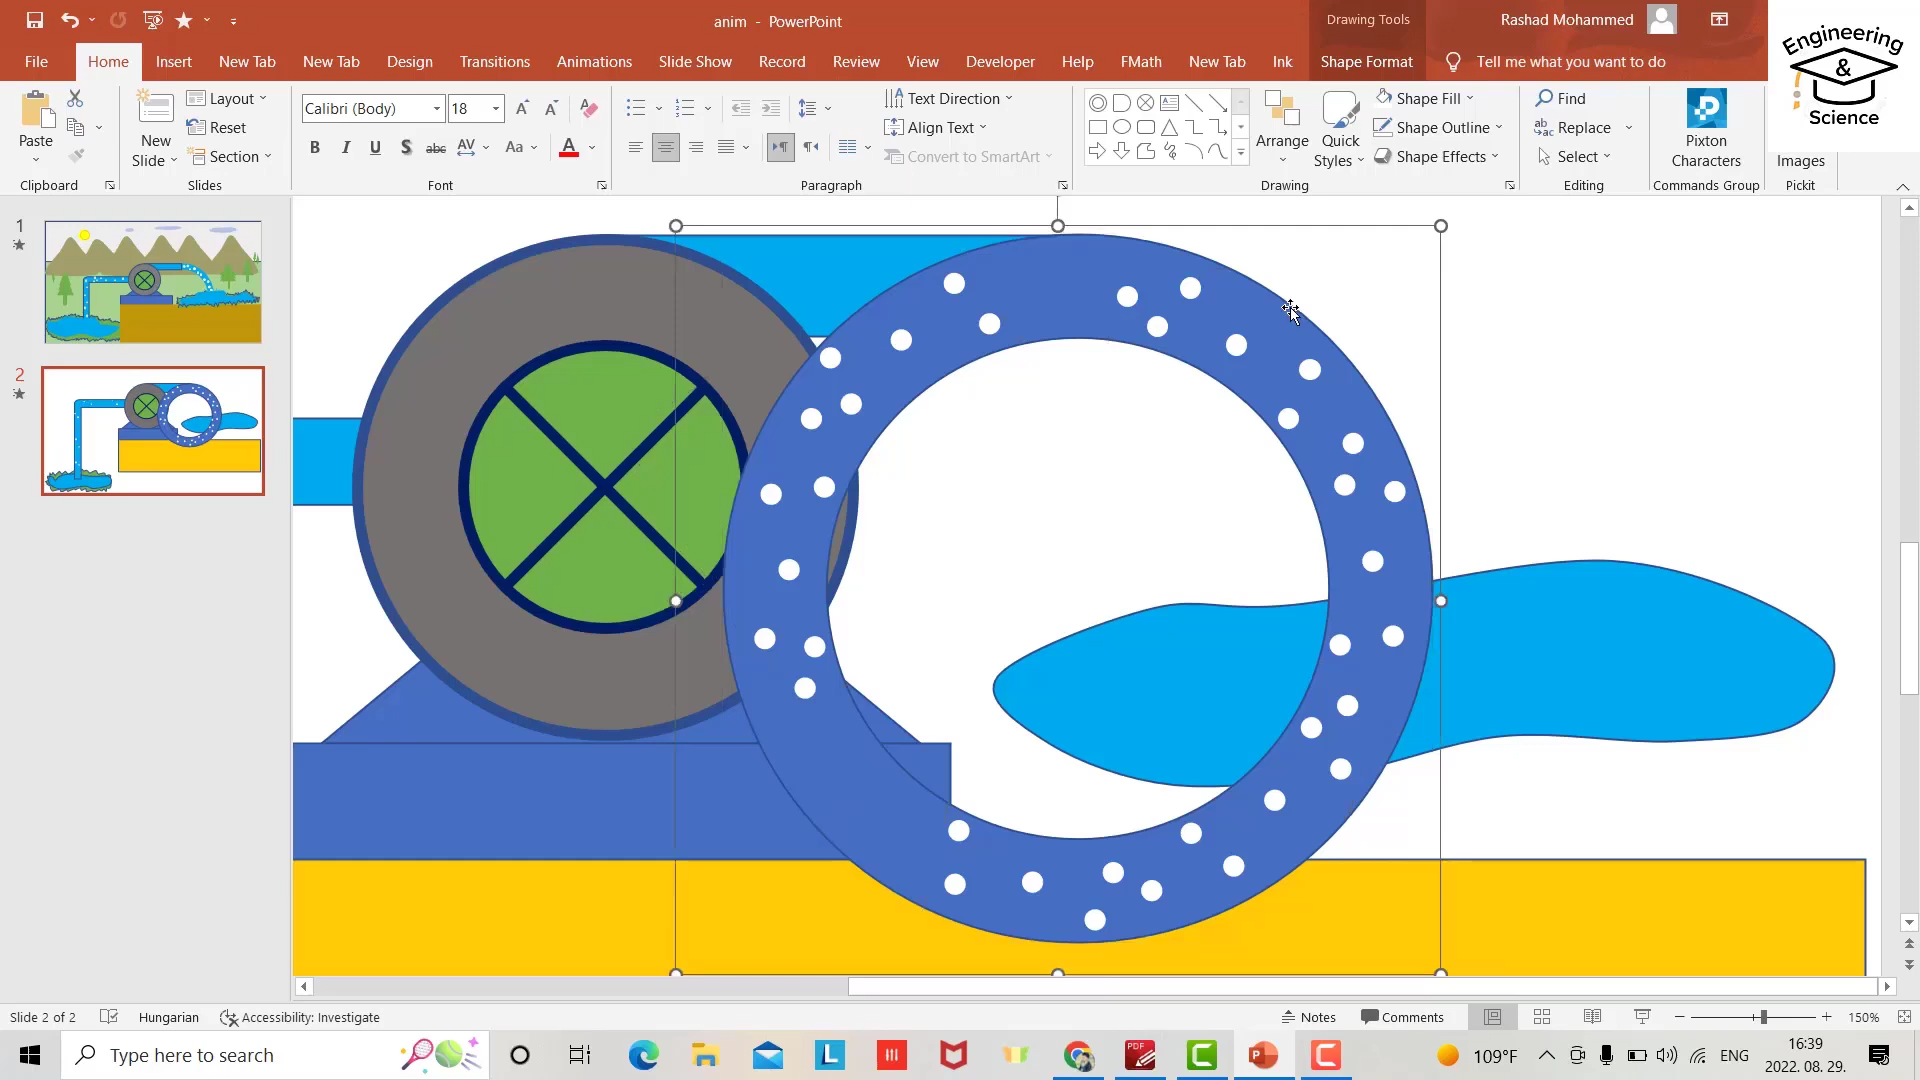 anim - PowerPoint
Drawing Tools
Rashad Mohammed
Engineering
&
Science
File Home Insert New Tab New Tab Design Transitions Animations Slide Show Record Review View Developer Help FMath New Tab Ink Shape Format Tell me what you want to do
Paste
New
Slide
Layout
Reset
Section
Calibri (Body) 18
B I U S abc AV Aa A
Text Direction
Align Text
Convert to SmartArt
Arrange
Quick
Styles
Shape Fill
Shape Outline
Shape Effects
Find
Replace
Select
Pixton
Characters
Images
Clipboard Slides Font Paragraph Drawing Editing Commands Group Pickit
1
2
Slide 2 of 2 Hungarian Accessibility: Investigate Notes Comments 150%
Type here to search
109°F ENG
16:39
2022. 08. 29.